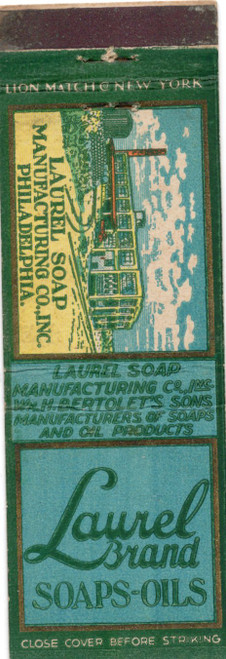 LION MATCH CO NEW YORK
LAUREL SOAP
MANUFACTURING CO., INC.
PHILADELPHIA
LAUREL SOAP
MANUFACTURING CO., INC.
WM. H. BERTOLET'S SONS
MANUFACTURERS OF SOAPS
AND OIL PRODUCTS
Laurel
Brand
SOAPS-OILS
CLOSE COVER BEFORE STRIKING